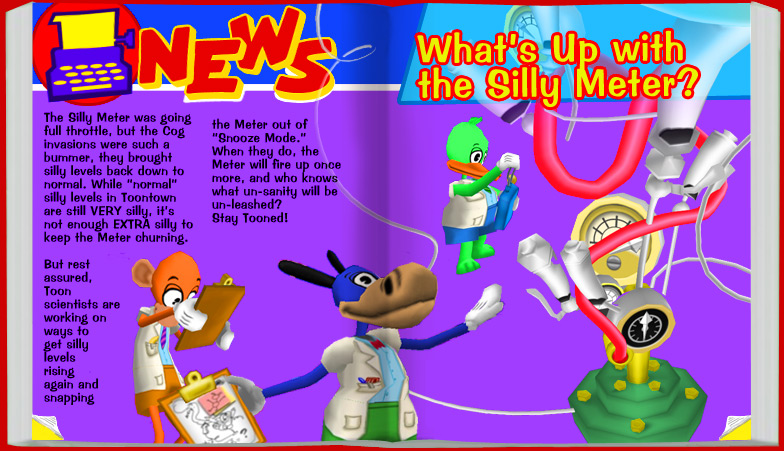 NEWS
What's Up with
the Silly Meter?
The Silly Meter was going
full throttle, but the Cog
invasions were such a
bummer, they brought
silly levels back down to
normal. While "normal"
silly levels in Toontown
are still VERY silly, it's
not enough EXTRA silly to
keep the Meter churning.
But rest
assured,
Toon
scientists are
working on
ways to
get silly
levels
rising
again and
snapping
the Meter out of
"Snooze Mode."
When they do, the
Meter will fire up once
more, and who knows
what un-sanity will be
un-leashed?
Stay Tooned!